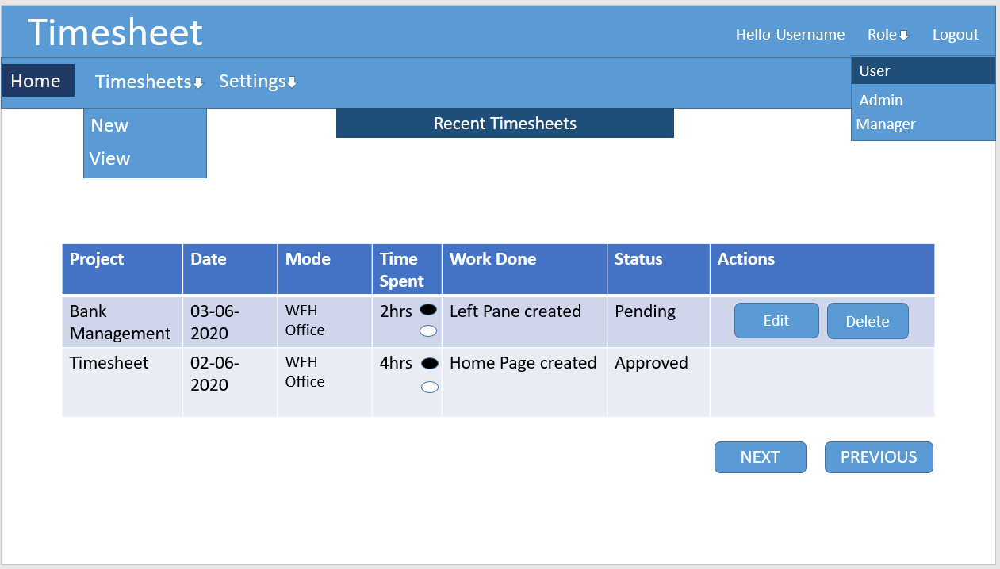 Timesheet
Hello-Username Role Logout
Home Timesheets Settings
User
Admin
Manager
New
View
Recent Timesheets
Project Date Mode Time Spent Work Done Status Actions
Bank Management 03-06-2020 WFH Office 2hrs Left Pane created Pending Edit Delete
Timesheet 02-06-2020 WFH Office 4hrs Home Page created Approved
NEXT PREVIOUS